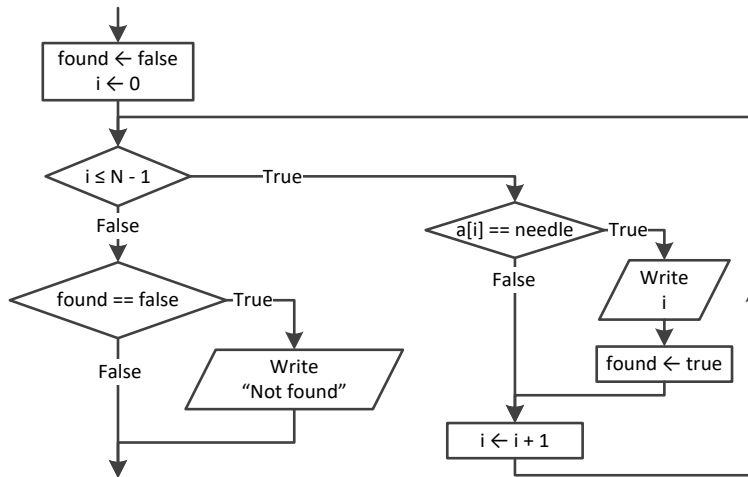 found ← false
i ← 0
i ≤ N - 1
True
False
a[i] == needle
True
False
Write
i
found ← true
i ← i + 1
found == false
True
False
Write
“Not found”